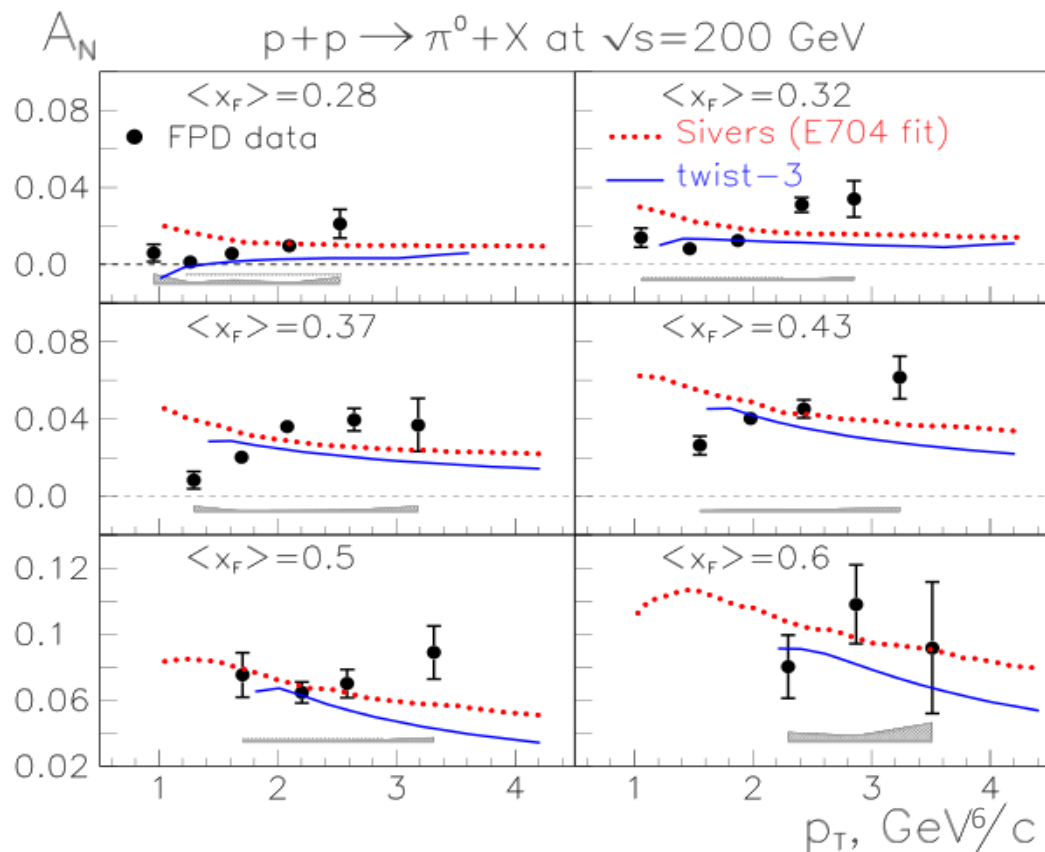 A_N p+p → π⁰+X at √s=200 GeV
<x_F>=0.28 <x_F>=0.32
FPD data Sivers (E704 fit)
twist-3
0.08
0.04
0.0
<x_F>=0.37 <x_F>=0.43
0.08
0.04
0.0
<x_F>=0.5 <x_F>=0.6
0.12
0.1
0.08
0.06
0.04
0.02
1 2 3 4 1 2 3 4
p_T, GeV⁶/c